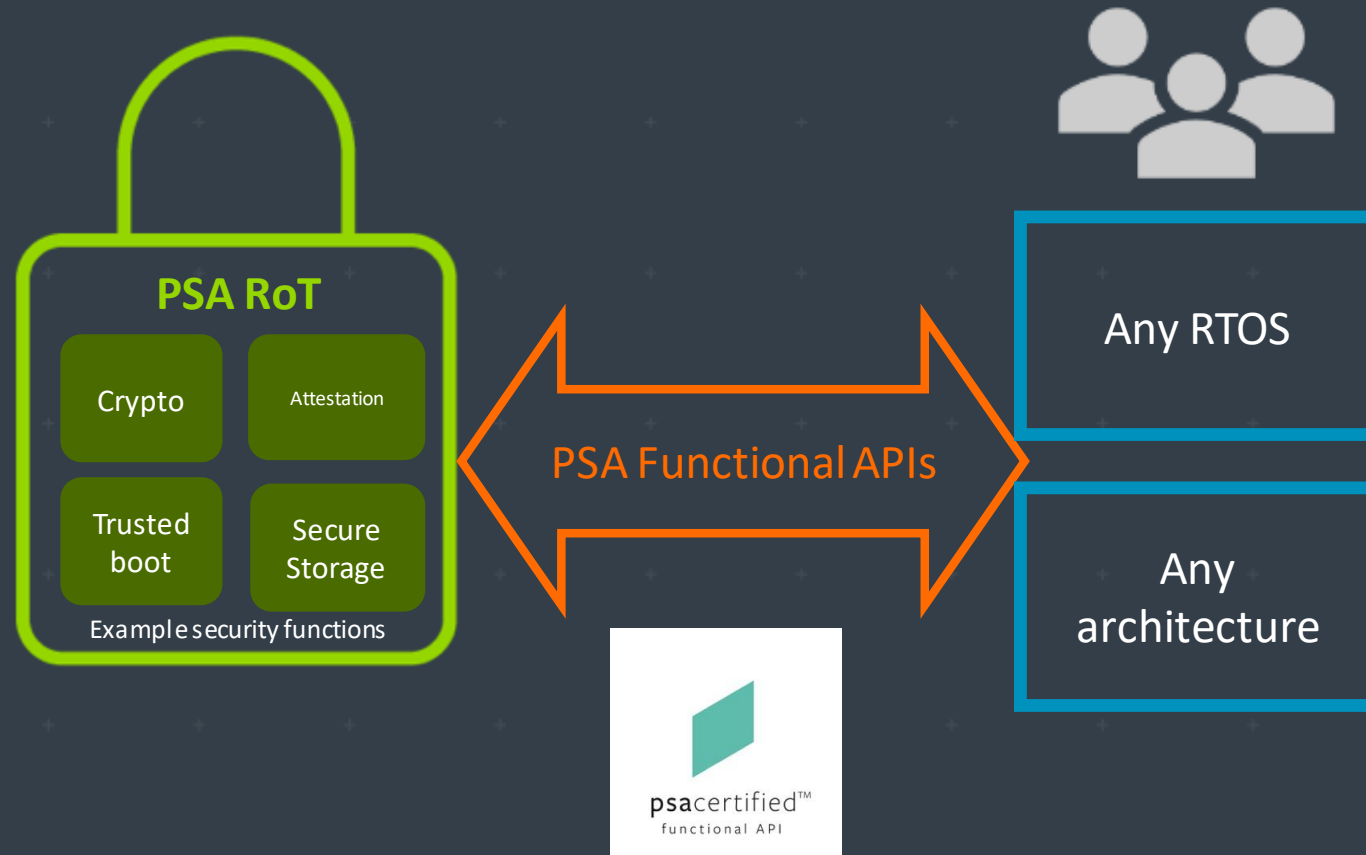 PSA RoT
Crypto
Attestation
Trusted
boot
Secure
Storage
Example security functions
PSA Functional APIs
psacertified™
functional API
Any RTOS
Any
architecture